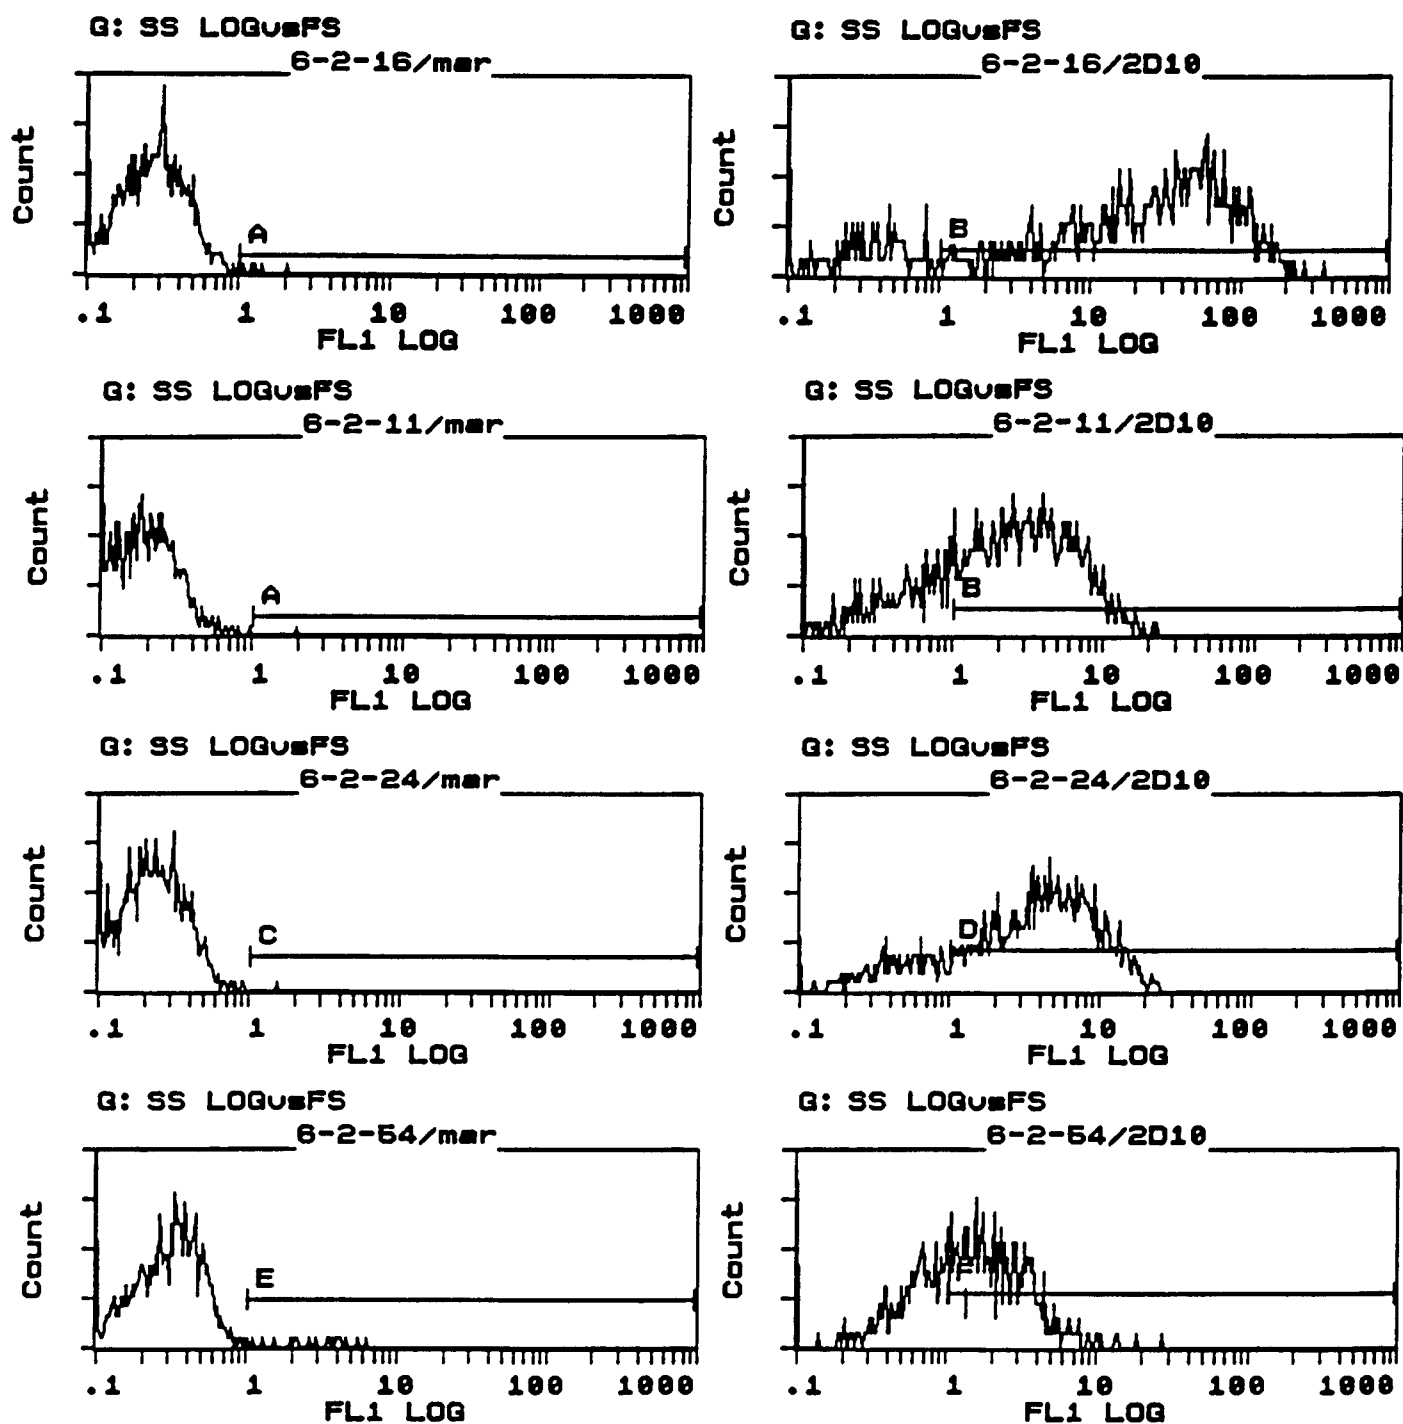 G: SS LOGvsFS
6-2-16/mar
Count
A
.1 1 10 100 1000
FL1 LOG
G: SS LOGvsFS
6-2-16/2D10
Count
B
.1 1 10 100 1000
FL1 LOG
G: SS LOGvsFS
6-2-11/mar
Count
A
.1 1 10 100 1000
FL1 LOG
G: SS LOGvsFS
6-2-11/2D10
Count
B
.1 1 10 100 1000
FL1 LOG
G: SS LOGvsFS
6-2-24/mar
Count
C
.1 1 10 100 1000
FL1 LOG
G: SS LOGvsFS
6-2-24/2D10
Count
D
.1 1 10 100 1000
FL1 LOG
G: SS LOGvsFS
6-2-54/mar
Count
E
.1 1 10 100 1000
FL1 LOG
G: SS LOGvsFS
6-2-54/2D10
Count
F
.1 1 10 100 1000
FL1 LOG